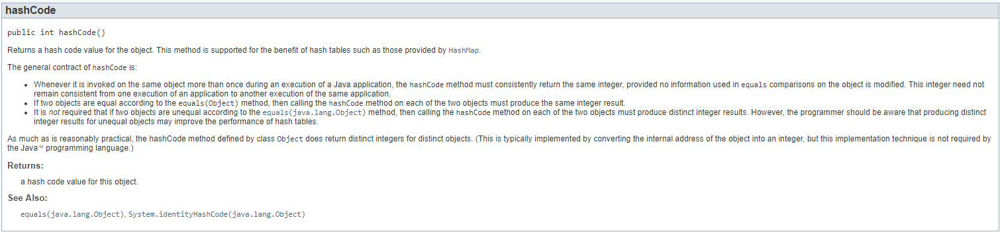 hashCode
public int hashCode()
Returns a hash code value for the object. This method is supported for the benefit of hash tables such as those provided by HashMap.
The general contract of hashCode is:
• Whenever it is invoked on the same object more than once during an execution of a Java application, the hashCode method must consistently return the same integer, provided no information used in equals comparisons on the object is modified. This integer need not
remain consistent from one execution of an application to another execution of the same application.
• If two objects are equal according to the equals(Object) method, then calling the hashCode method on each of the two objects must produce the same integer result.
• It is not required that if two objects are unequal according to the equals(java.lang.Object) method, then calling the hashCode method on each of the two objects must produce distinct integer results. However, the programmer should be aware that producing distinct
integer results for unequal objects may improve the performance of hash tables.
As much as is reasonably practical, the hashCode method defined by class Object does return distinct integers for distinct objects. (This is typically implemented by converting the internal address of the object into an integer, but this implementation technique is not required by
the Java™ programming language.)
Returns:
a hash code value for this object.
See Also:
equals(java.lang.Object), System.identityHashCode(java.lang.Object)